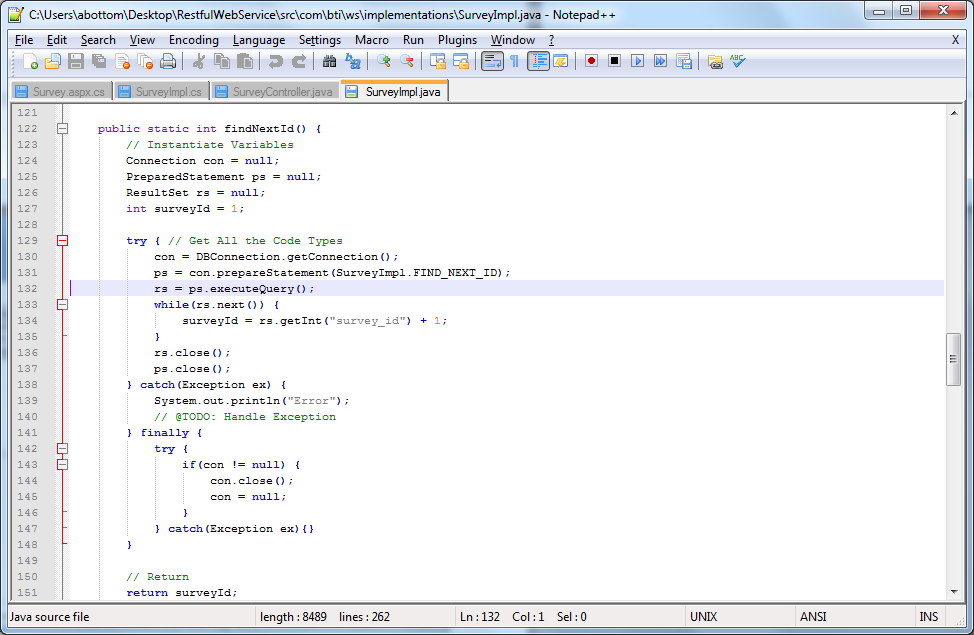 C:\Users\abottom\Desktop\RestfulWebService\src\com\bti\ws\implementations\SurveyImpl.java - Notepad++
File Edit Search View Encoding Language Settings Macro Run Plugins Window ? X
ABC
Survey.aspx.cs SurveyImpl.cs SurveyController.java SurveyImpl.java
121
122 public static int findNextId() {
123 // Instantiate Variables
124 Connection con = null;
125 PreparedStatement ps = null;
126 ResultSet rs = null;
127 int surveyId = 1;
128
129 try { // Get All the Code Types
130 con = DBConnection.getConnection();
131 ps = con.prepareStatement(SurveyImpl.FIND_NEXT_ID);
132 rs = ps.executeQuery();
133 while(rs.next()) {
134 surveyId = rs.getInt("survey_id") + 1;
135 }
136 rs.close();
137 ps.close();
138 } catch(Exception ex) {
139 System.out.println("Error");
140 // @TODO: Handle Exception
141 } finally {
142 try {
143 if(con != null) {
144 con.close();
145 con = null;
146 }
147 } catch(Exception ex){}
148 }
149
150 // Return
151 return surveyId;
Java source file length : 8489 lines : 262 Ln : 132 Col : 1 Sel : 0 UNIX ANSI INS